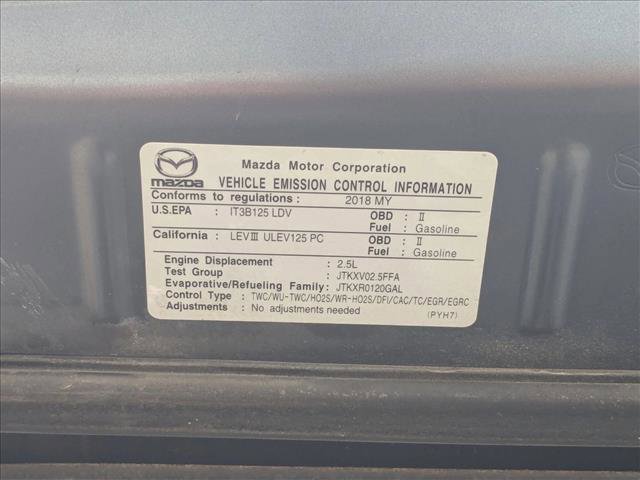 Mazda Motor Corporation
mazda VEHICLE EMISSION CONTROL INFORMATION
Conforms to regulations : 2018 MY
U.S.EPA : IT3B125 LDV OBD : II
Fuel : Gasoline
California : LEVIII ULEV125 PC OBD : II
Fuel : Gasoline
Engine Displacement : 2.5L
Test Group : JTKXV02.5FFA
Evaporative/Refueling Family : JTKXR0120GAL
Control Type : TWC/WU-TWC/HO2S/WR-HO2S/DFI/CAC/TC/EGR/EGRC
Adjustments : No adjustments needed
(PYH7)